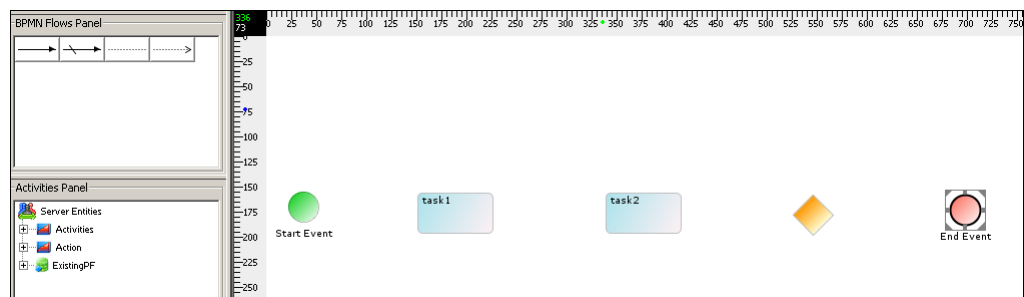 BPMN Flows Panel
336
73
0 25 50 75 100 125 150 175 200 225 250 275 300 325 350 375 400 425 450 475 500 525 550 575 600 625 650 675 700 725 750
0
25
50
75
100
125
150
175
200
225
250
Activities Panel
Server Entities
Activities
Action
ExistingPF
task1
task2
Start Event
End Event